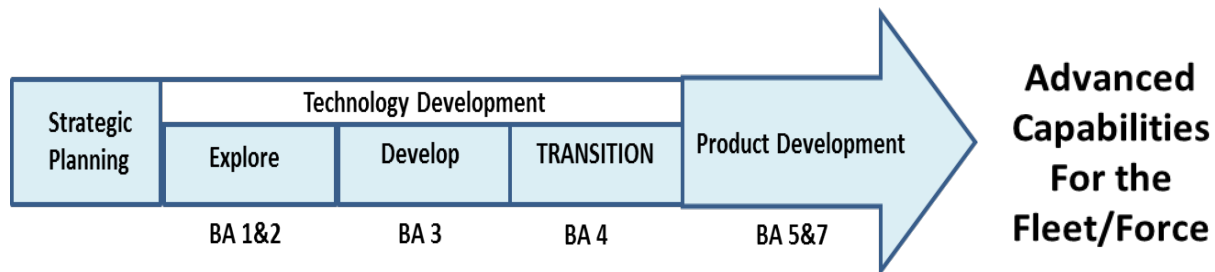 Strategic
Planning
Technology Development
Explore
Develop
TRANSITION
Product Development
BA 1&2
BA 3
BA 4
BA 5&7
Advanced
Capabilities
For the
Fleet/Force